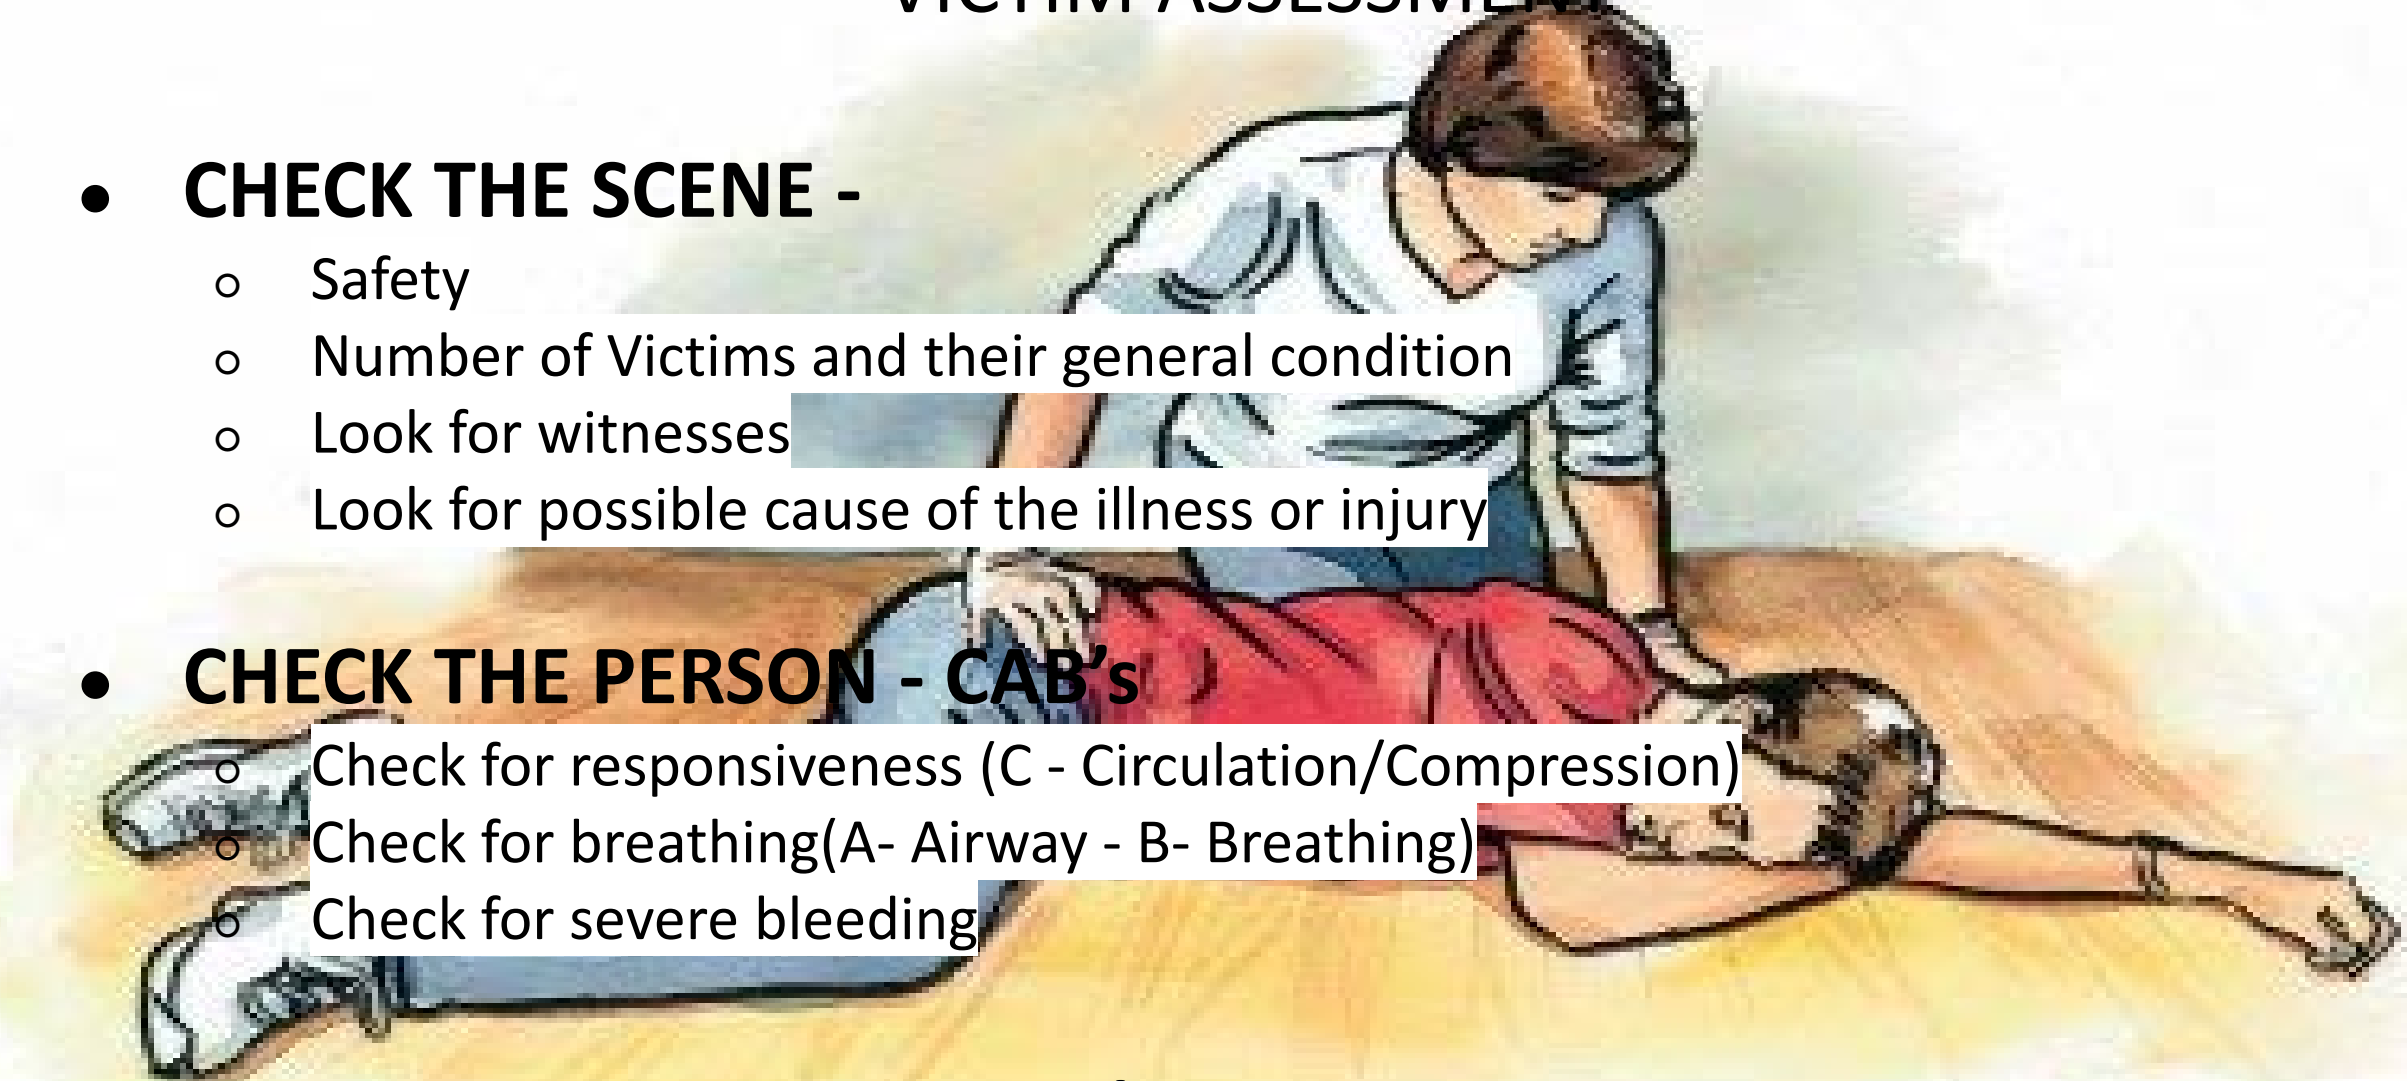 VICTIM ASSESSMENT
● CHECK THE SCENE -
○ Safety
○ Number of Victims and their general condition
○ Look for witnesses
○ Look for possible cause of the illness or injury
● CHECK THE PERSON - CAB’s
○ Check for responsiveness (C - Circulation/Compression)
○ Check for breathing(A- Airway - B- Breathing)
○ Check for severe bleeding